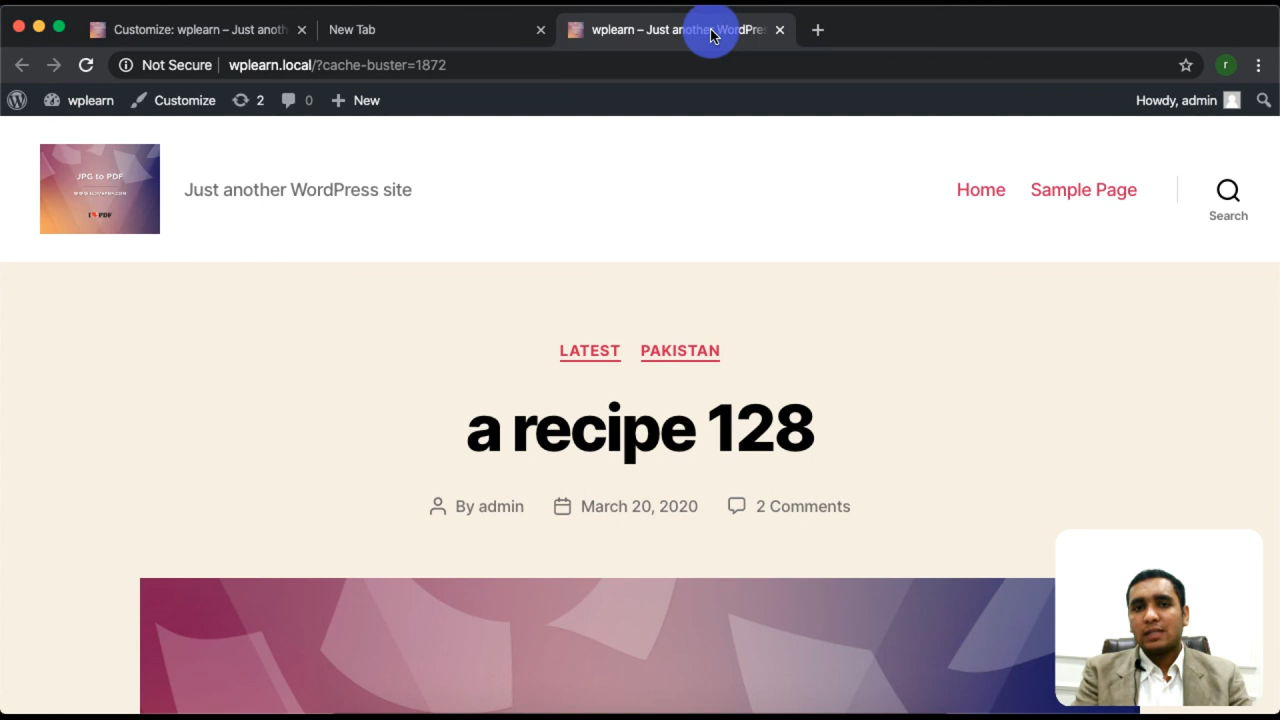 Customize: wplearn – Just anoth
New Tab
wplearn – Just another WordPre
Not Secure
wplearn.local/?cache-buster=1872
r
wplearn
Customize
2
0
New
Howdy, admin
JPG to PDF
Just another WordPress site
Home
Sample Page
Search
LATEST
PAKISTAN
a recipe 128
By admin
March 20, 2020
2 Comments